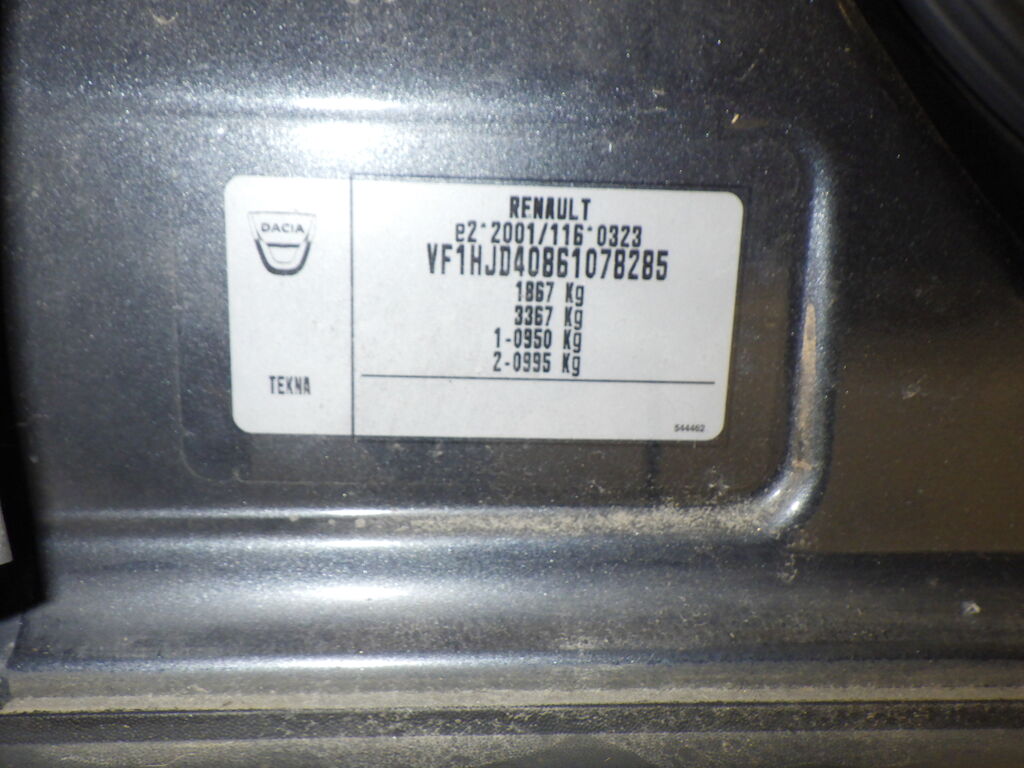 DACIA
TEKNA
RENAULT
e2*2001/116*0323
VF1HJD40861078285
1867 Kg
3367 Kg
1-0950 Kg
2-0995 Kg
544462